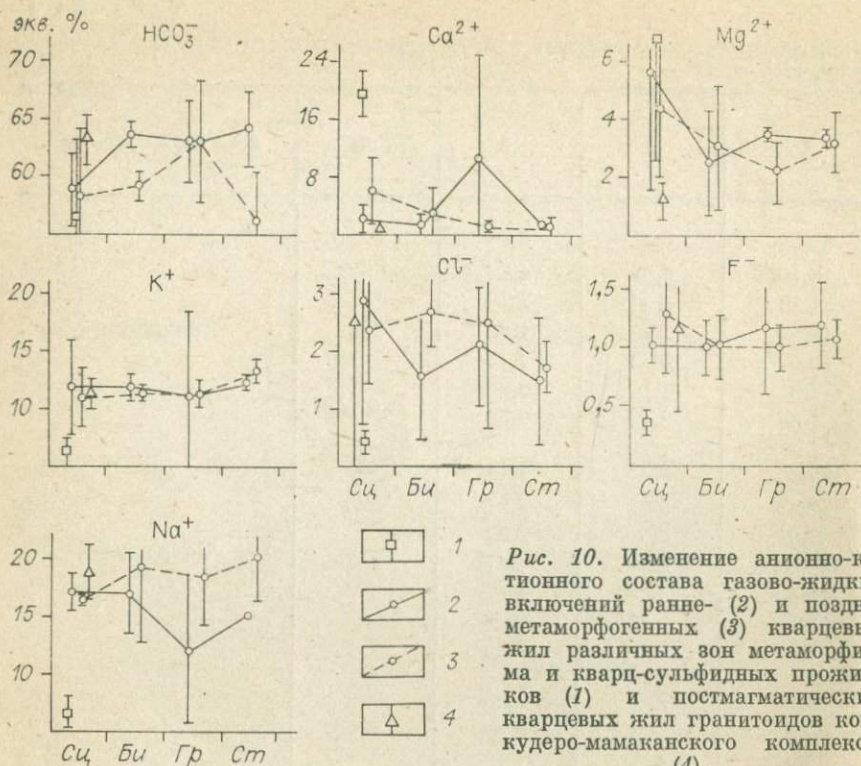 экв. %
HCO₃⁻
70
65
60
Ca²⁺
24
16
8
Mg²⁺
6
4
2
K⁺
20
15
10
Cl⁻
3
2
1
Сц Би Гр Ст
F⁻
1,5
1,0
0,5
Сц Би Гр Ст
Na⁺
20
15
10
Сц Би Гр Ст
1
2
3
4
Рис. 10. Изменение анионно-к
тионного состава газово-жидк
включений ранне- (2) и поздн
метаморфогенных (3) кварцевы
жил различных зон метаморфи
ма и кварц-сульфидных прожи
ков (1) и постмагматически
кварцевых жил гранитоидов кон
кудеро-мамаканского комплекс
(4)